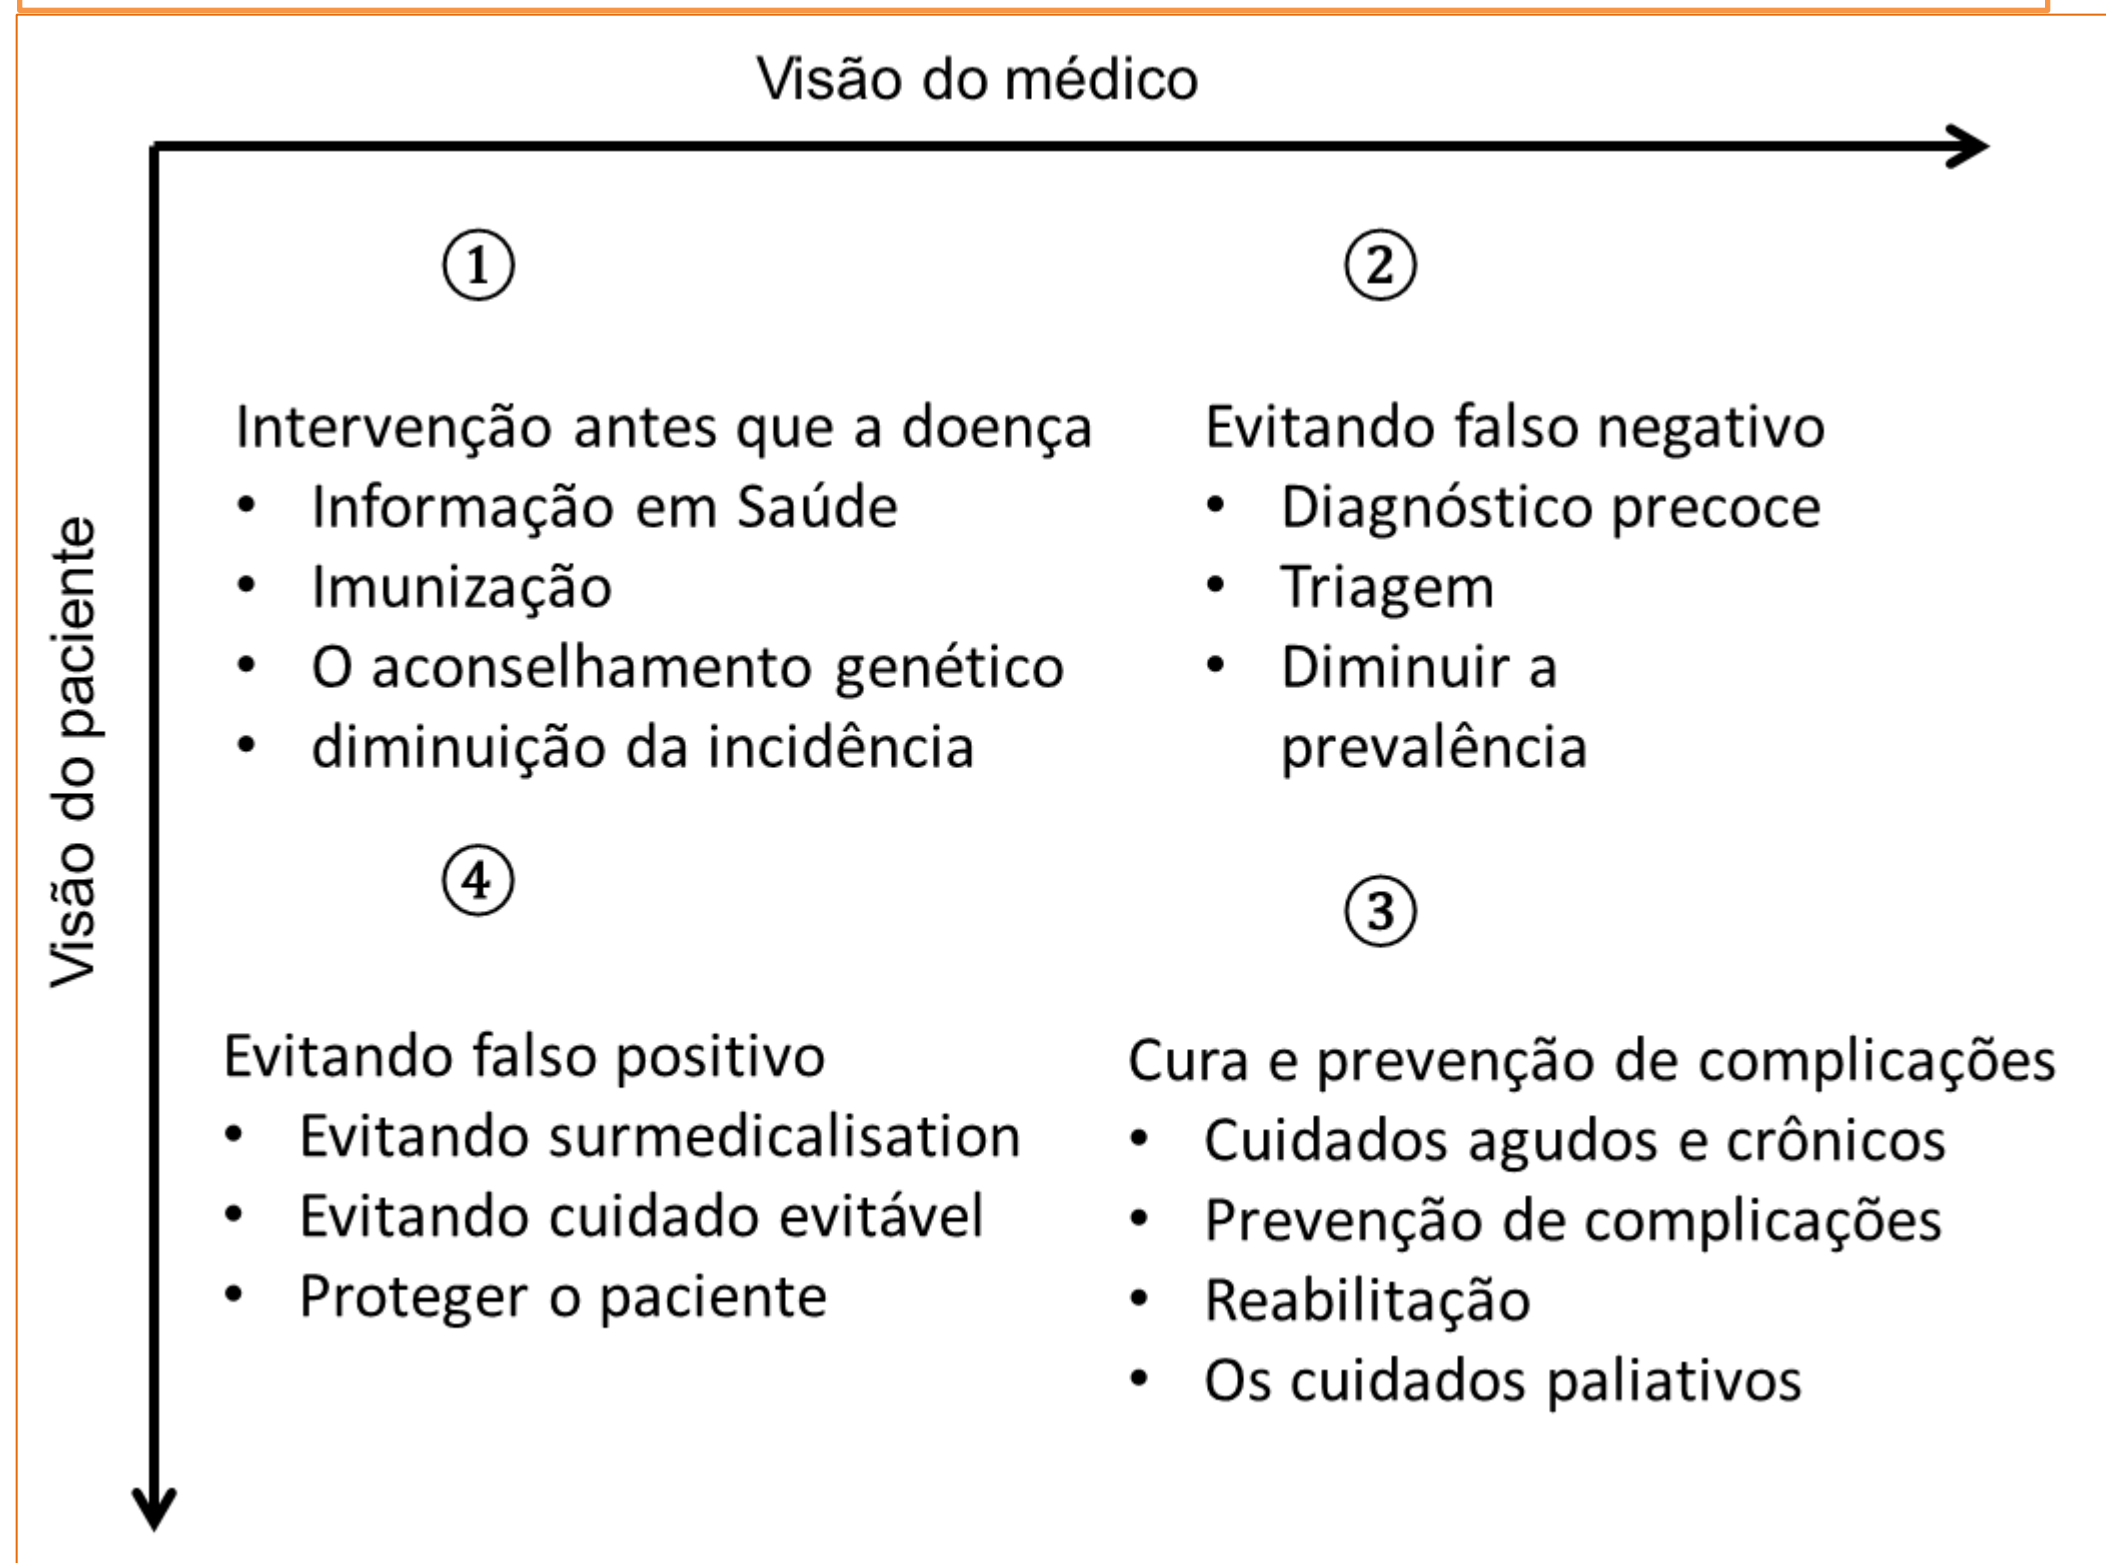 Visão do médico
Visão do paciente
1
Intervenção antes que a doença
• Informação em Saúde
• Imunização
• O aconselhamento genético
• diminuição da incidência
2
Evitando falso negativo
• Diagnóstico precoce
• Triagem
• Diminuir a
prevalência
4
Evitando falso positivo
• Evitando surmedicalisation
• Evitando cuidado evitável
• Proteger o paciente
3
Cura e prevenção de complicações
• Cuidados agudos e crônicos
• Prevenção de complicações
• Reabilitação
• Os cuidados paliativos